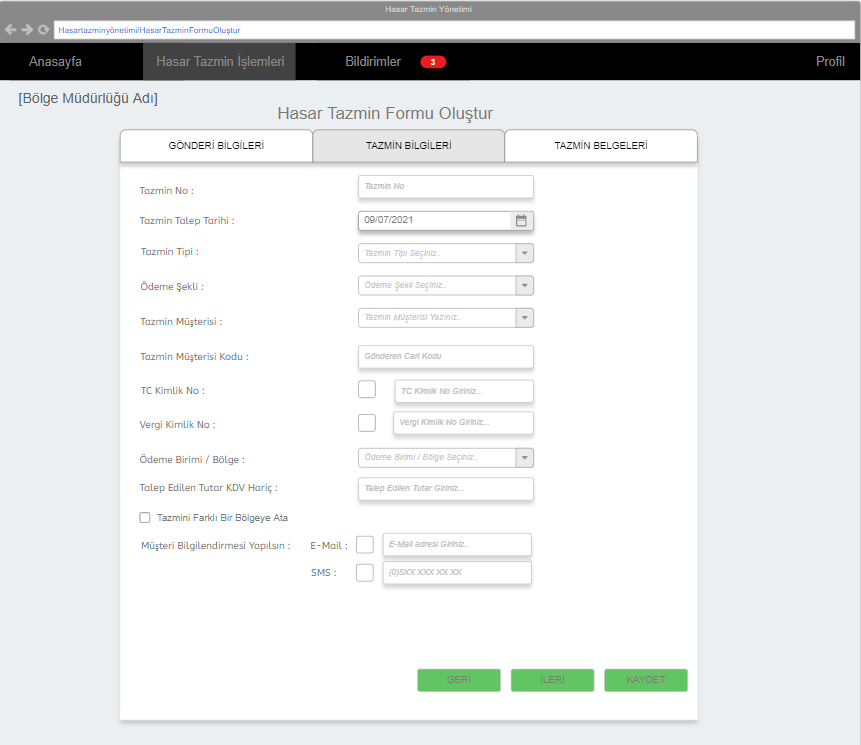 Hasar Tazmin Yönetimi
Hasartazminyönetimi/HasarTazminFormuOluştur
Anasayfa Hasar Tazmin İşlemleri Bildirimler 3 Profil
[Bölge Müdürlüğü Adı]
Hasar Tazmin Formu Oluştur
GÖNDERİ BİLGİLERİ TAZMİN BİLGİLERİ TAZMİN BELGELERİ
Tazmin No : Tazmin No
Tazmin Talep Tarihi : 09/07/2021
Tazmin Tipi : Tazmin Tipi Seçiniz..
Ödeme Şekli : Ödeme Şekli Seçiniz..
Tazmin Müşterisi : Tazmin Müşterisi Yazınız..
Tazmin Müşterisi Kodu : Gönderen Cari Kodu
TC Kimlik No : TC Kimlik No Giriniz...
Vergi Kimlik No : Vergi Kimlik No Giriniz...
Ödeme Birimi / Bölge : Ödeme Birimi / Bölge Seçiniz..
Talep Edilen Tutar KDV Hariç : Talep Edilen Tutar Giriniz...
Tazmini Farklı Bir Bölgeye Ata
Müşteri Bilgilendirmesi Yapılsın : E-Mail : E-Mail adresi Giriniz..
SMS : (0)5XX XXX XX XX
GERİ İLERİ KAYDET